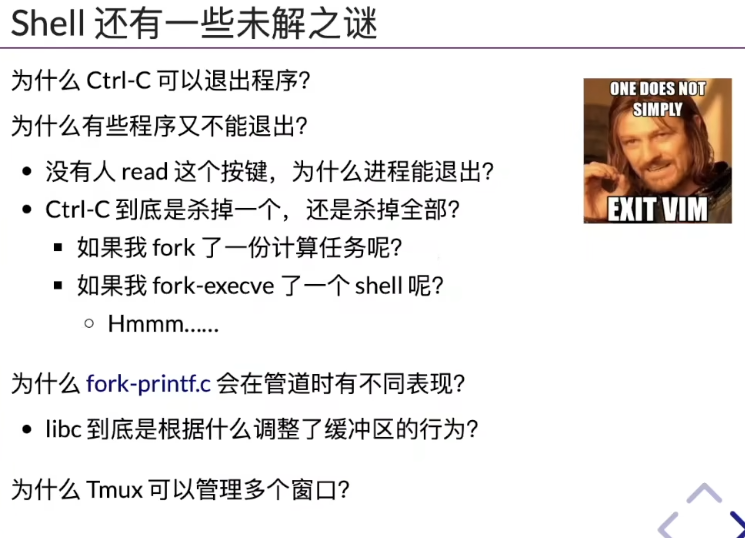 Shell 还有一些未解之谜
为什么 Ctrl-C 可以退出程序？
为什么有些程序又不能退出？
• 没有人 read 这个按键，为什么进程能退出？
• Ctrl-C 到底是杀掉一个，还是杀掉全部？
▪ 如果我 fork 了一份计算任务呢？
▪ 如果我 fork-execve 了一个 shell 呢？
◦ Hmmm......
为什么 fork-printf.c 会在管道时有不同表现？
• libc 到底是根据什么调整了缓冲区的行为？
为什么 Tmux 可以管理多个窗口？
ONE DOES NOT
SIMPLY
EXIT VIM